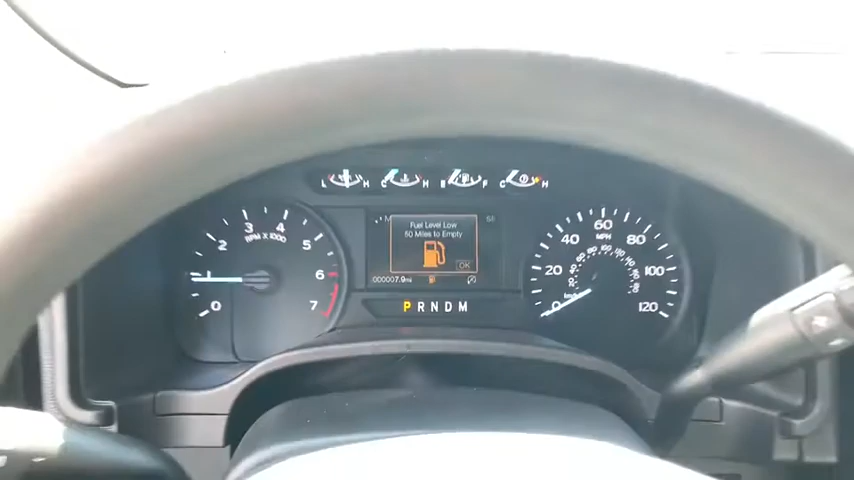 L H C H E F C H
Fuel Level Low
50 Miles to Empty
OK
000007.9mi
P R N D M
0 1 2 3 4 5 6 7
RPM X 1000
0 20 40 60 80 100 120
MPH
km/h